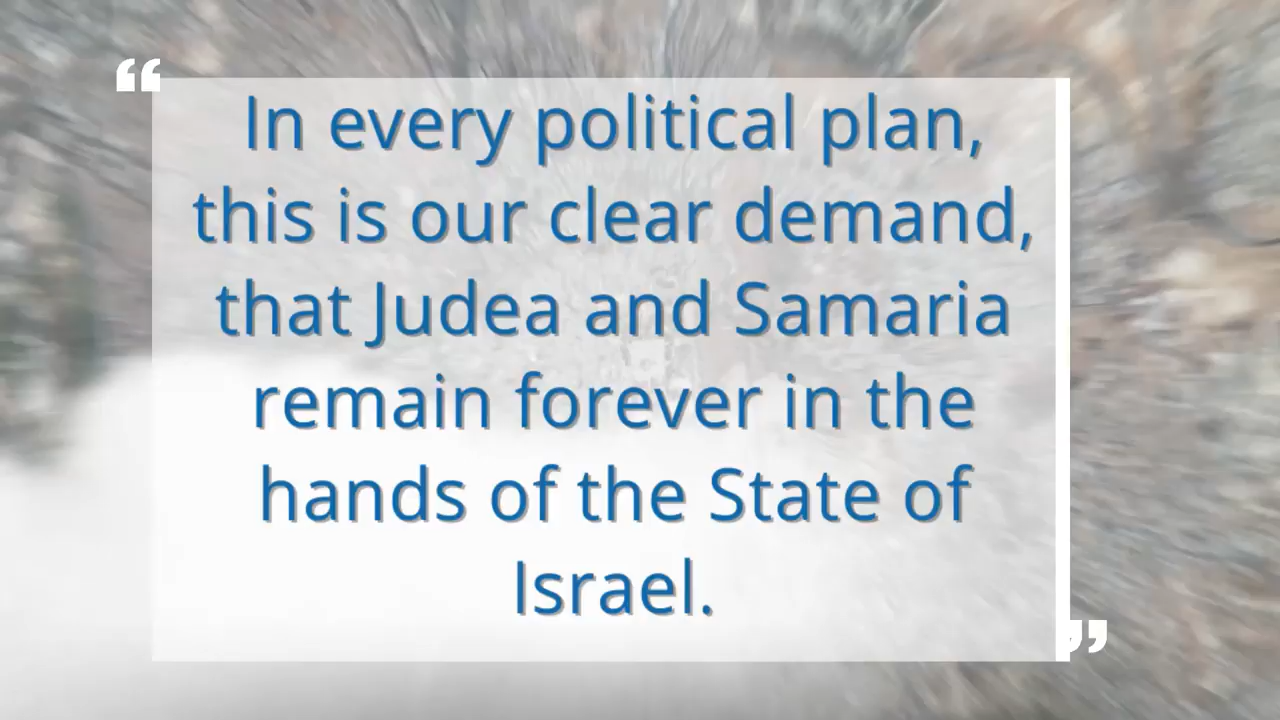 “
In every political plan,
this is our clear demand,
that Judea and Samaria
remain forever in the
hands of the State of
Israel.
”